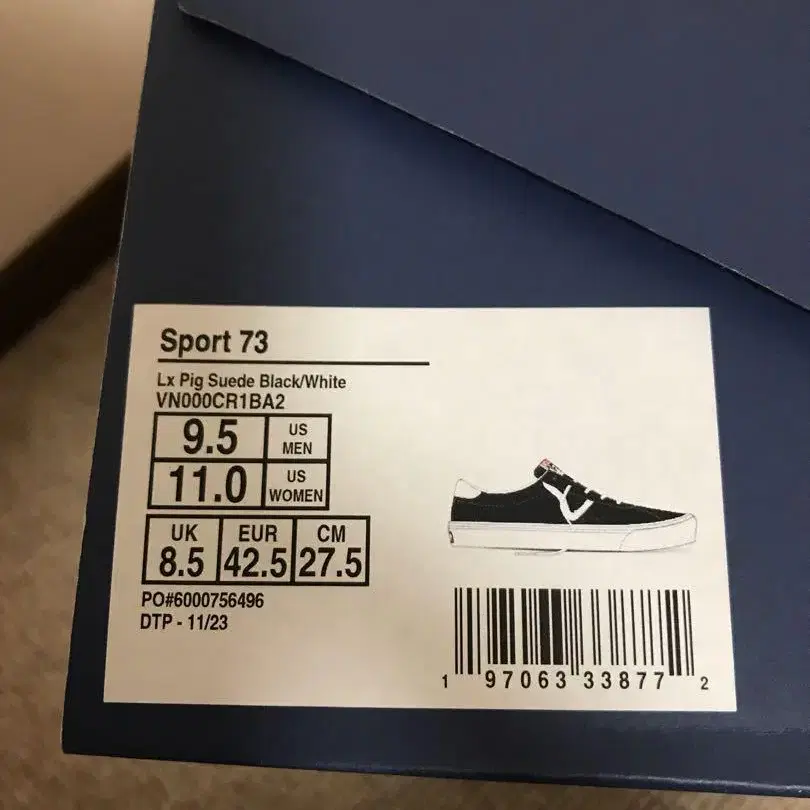 Sport 73
Lx Pig Suede Black/White
VN000CR1BA2
9.5 US MEN
11.0 US WOMEN
UK EUR CM
8.5 42.5 27.5
PO#6000756496
DTP - 11/23
1 97063 33877 2